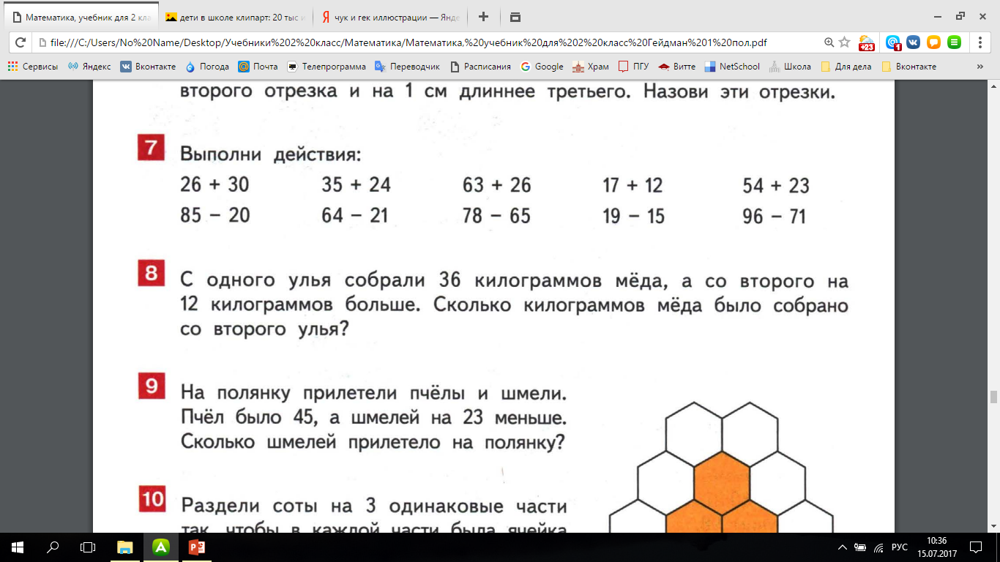 Математика, учебник для 2 кла
дети в школе клипарт: 20 тыс и
чук и гек иллюстрации — Янде
file:///C:/Users/No%20Name/Desktop/Учебники%202%20класс/Математика/Математика,%20учебник%20для%202%20класс%20Гейдман%201%20пол.pdf
+23
1
Сервисы Яндекс Вконтакте Погода Почта Телепрограмма Переводчик Расписания Google Храм ПГУ Витте NetSchool Школа Для дела Вконтакте »
второго отрезка и на 1 см длиннее третьего. Назови эти отрезки.
7 Выполни действия:
26 + 30 35 + 24 63 + 26 17 + 12 54 + 23
85 − 20 64 − 21 78 − 65 19 − 15 96 − 71
8 С одного улья собрали 36 килограммов мёда, а со второго на
12 килограммов больше. Сколько килограммов мёда было собрано
со второго улья?
9 На полянку прилетели пчёлы и шмели.
Пчёл было 45, а шмелей на 23 меньше.
Сколько шмелей прилетело на полянку?
10 Раздели соты на 3 одинаковые части
так, чтобы в каждой части была ячейка
РУС
10:36
15.07.2017